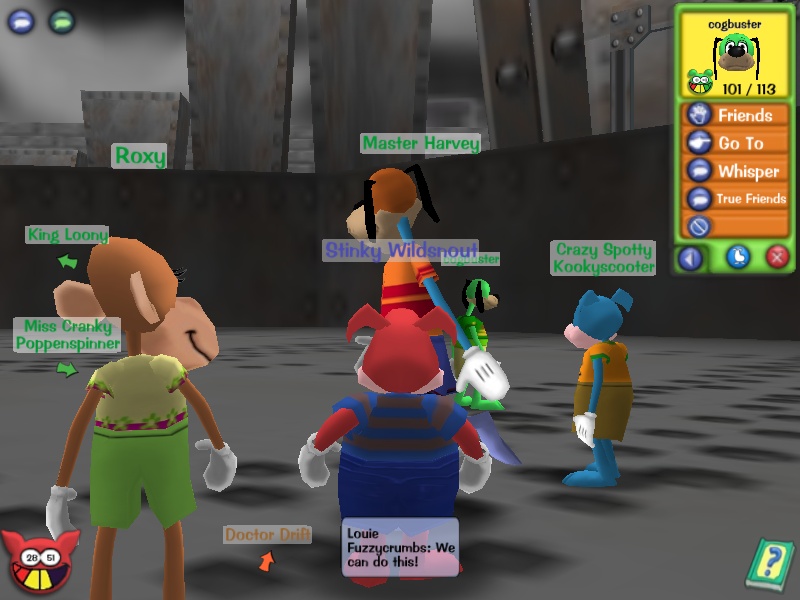 cogbuster
101 / 113
Friends
Go To
Whisper
True Friends
Master Harvey
Roxy
King Loony
Stinky Wildsnout
cogbuster
Crazy Spotty
Kookyscooter
Miss Cranky
Poppenspinner
Doctor Drift
Louie
Fuzzycrumbs: We
can do this!
28 51
?